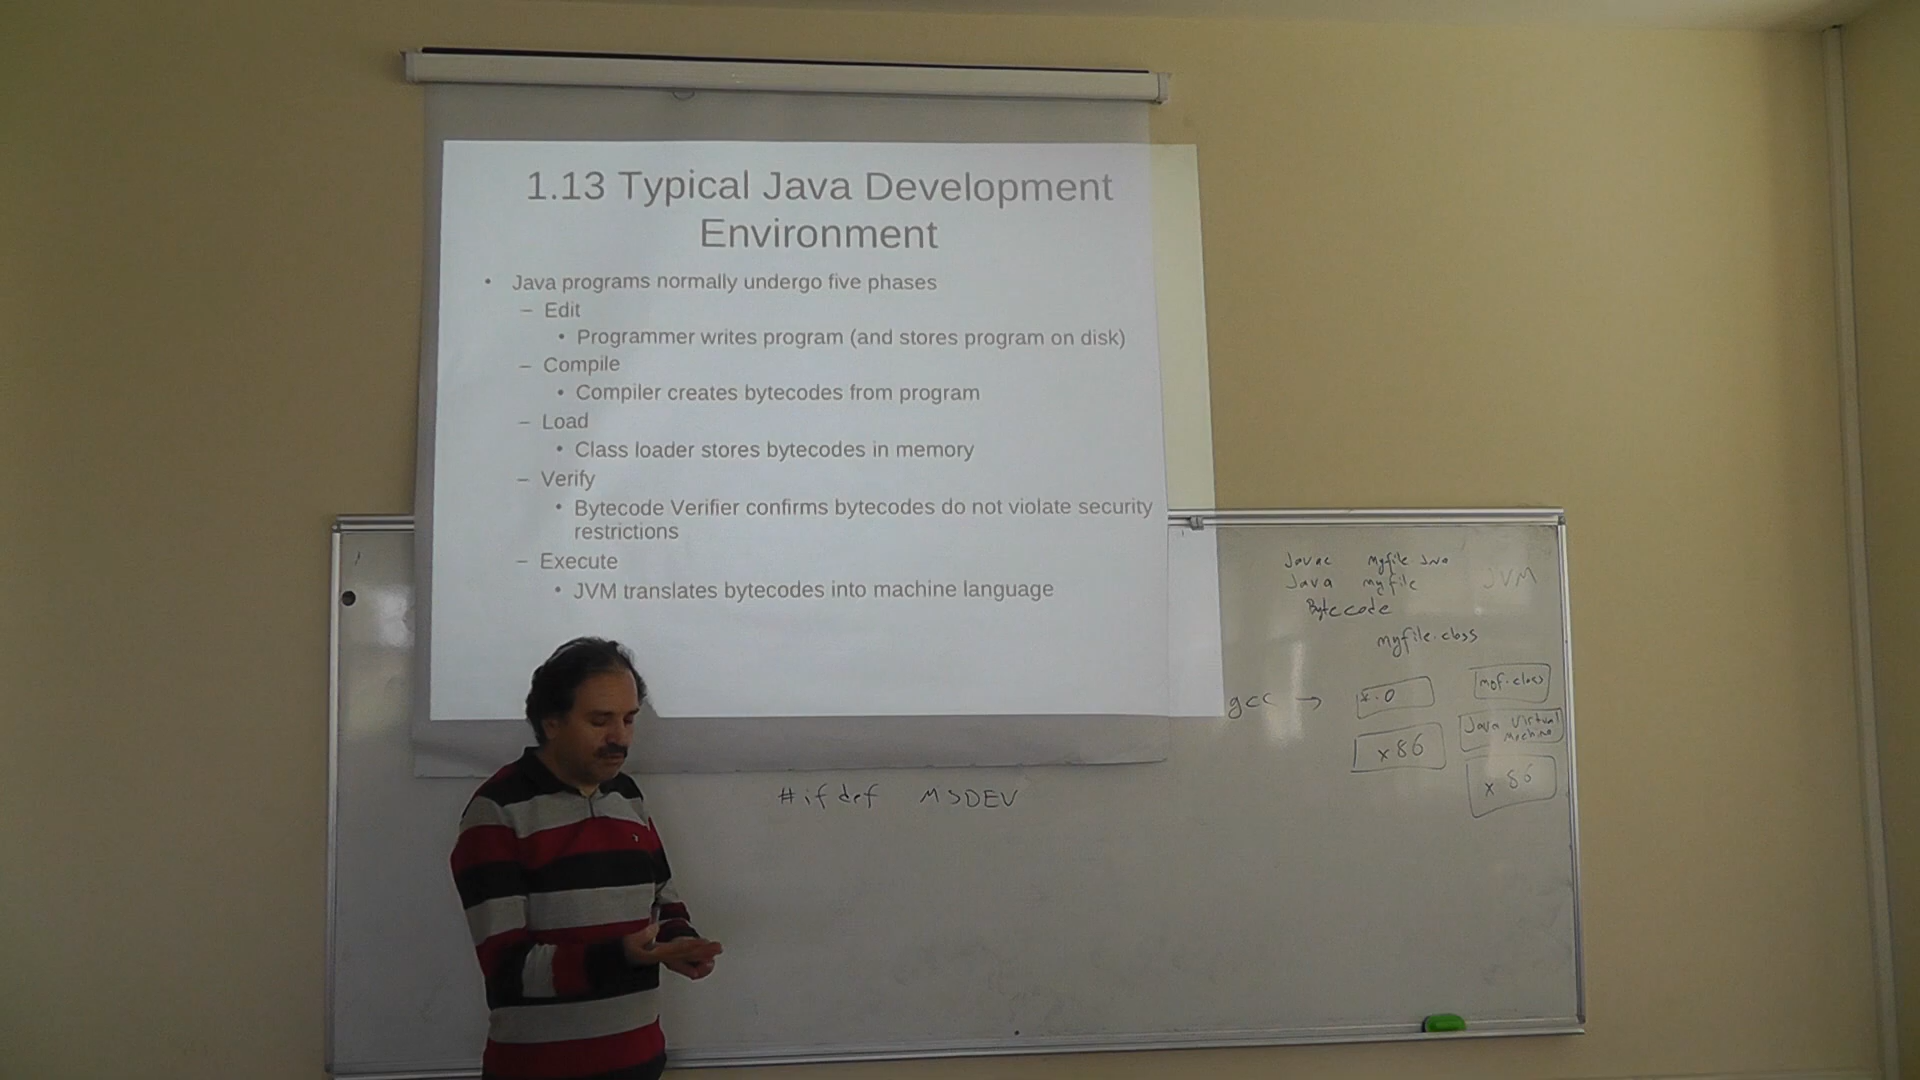 1.13 Typical Java Development
Environment
• Java programs normally undergo five phases
– Edit
• Programmer writes program (and stores program on disk)
– Compile
• Compiler creates bytecodes from program
– Load
• Class loader stores bytecodes in memory
– Verify
• Bytecode Verifier confirms bytecodes do not violate security
restrictions
– Execute
• JVM translates bytecodes into machine language
Javac myfile
Java myfile
JVM
Bytecode
myfile.class
gcc → *.o
x86
Java Virtual
Machine
x 86
#ifdef MSDEV